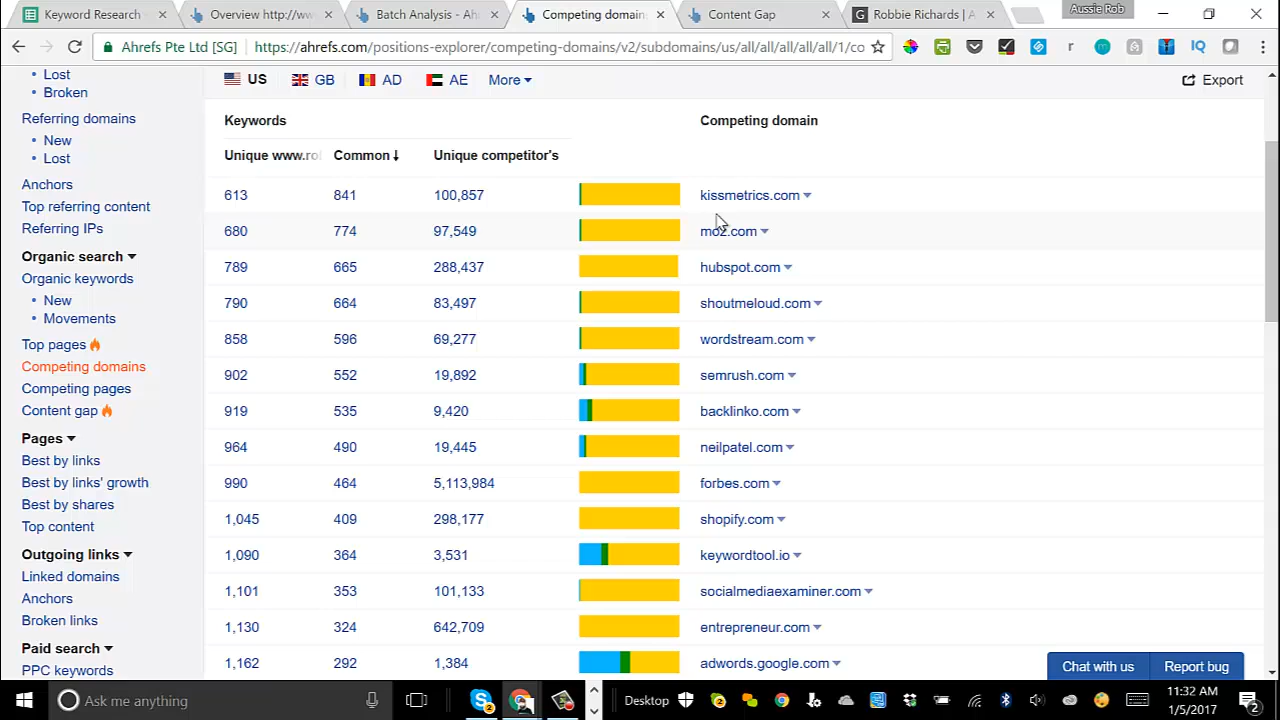 Keyword Research
Overview http://ww
Batch Analysis - Ah
Competing domain
Content Gap
Robbie Richards | A
Aussie Rob
Ahrefs Pte Ltd [SG]
https://ahrefs.com/positions-explorer/competing-domains/v2/subdomains/us/all/all/all/all/all/1/co
Lost
Broken
Referring domains
New
Lost
Anchors
Top referring content
Referring IPs
Organic search
Organic keywords
New
Movements
Top pages
Competing domains
Competing pages
Content gap
Pages
Best by links
Best by links' growth
Best by shares
Top content
Outgoing links
Linked domains
Anchors
Broken links
Paid search
PPC keywords
US GB AD AE More
Export
Keywords Competing domain
Unique www.ro Common Unique competitor's
613 841 100,857 kissmetrics.com
680 774 97,549 moz.com
789 665 288,437 hubspot.com
790 664 83,497 shoutmeloud.com
858 596 69,277 wordstream.com
902 552 19,892 semrush.com
919 535 9,420 backlinko.com
964 490 19,445 neilpatel.com
990 464 5,113,984 forbes.com
1,045 409 298,177 shopify.com
1,090 364 3,531 keywordtool.io
1,101 353 101,133 socialmediaexaminer.com
1,130 324 642,709 entrepreneur.com
1,162 292 1,384 adwords.google.com
Chat with us
Report bug
Ask me anything
Desktop
11:32 AM
1/5/2017